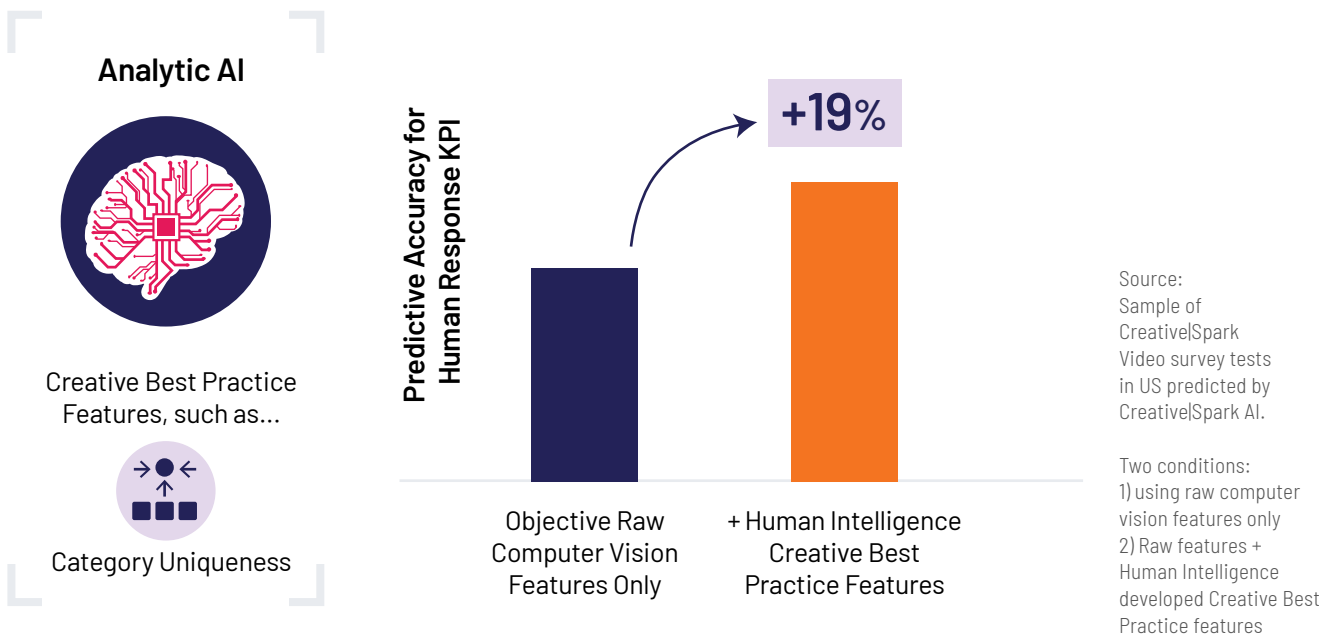 Analytic AI
Creative Best Practice
Features, such as...
Category Uniqueness
Predictive Accuracy for
Human Response KPI
+19%
Objective Raw
Computer Vision
Features Only
+ Human Intelligence
Creative Best
Practice Features
Source:
Sample of
Creative|Spark
Video survey tests
in US predicted by
Creative|Spark AI.
Two conditions:
1) using raw computer
vision features only
2) Raw features +
Human Intelligence
developed Creative Best
Practice features